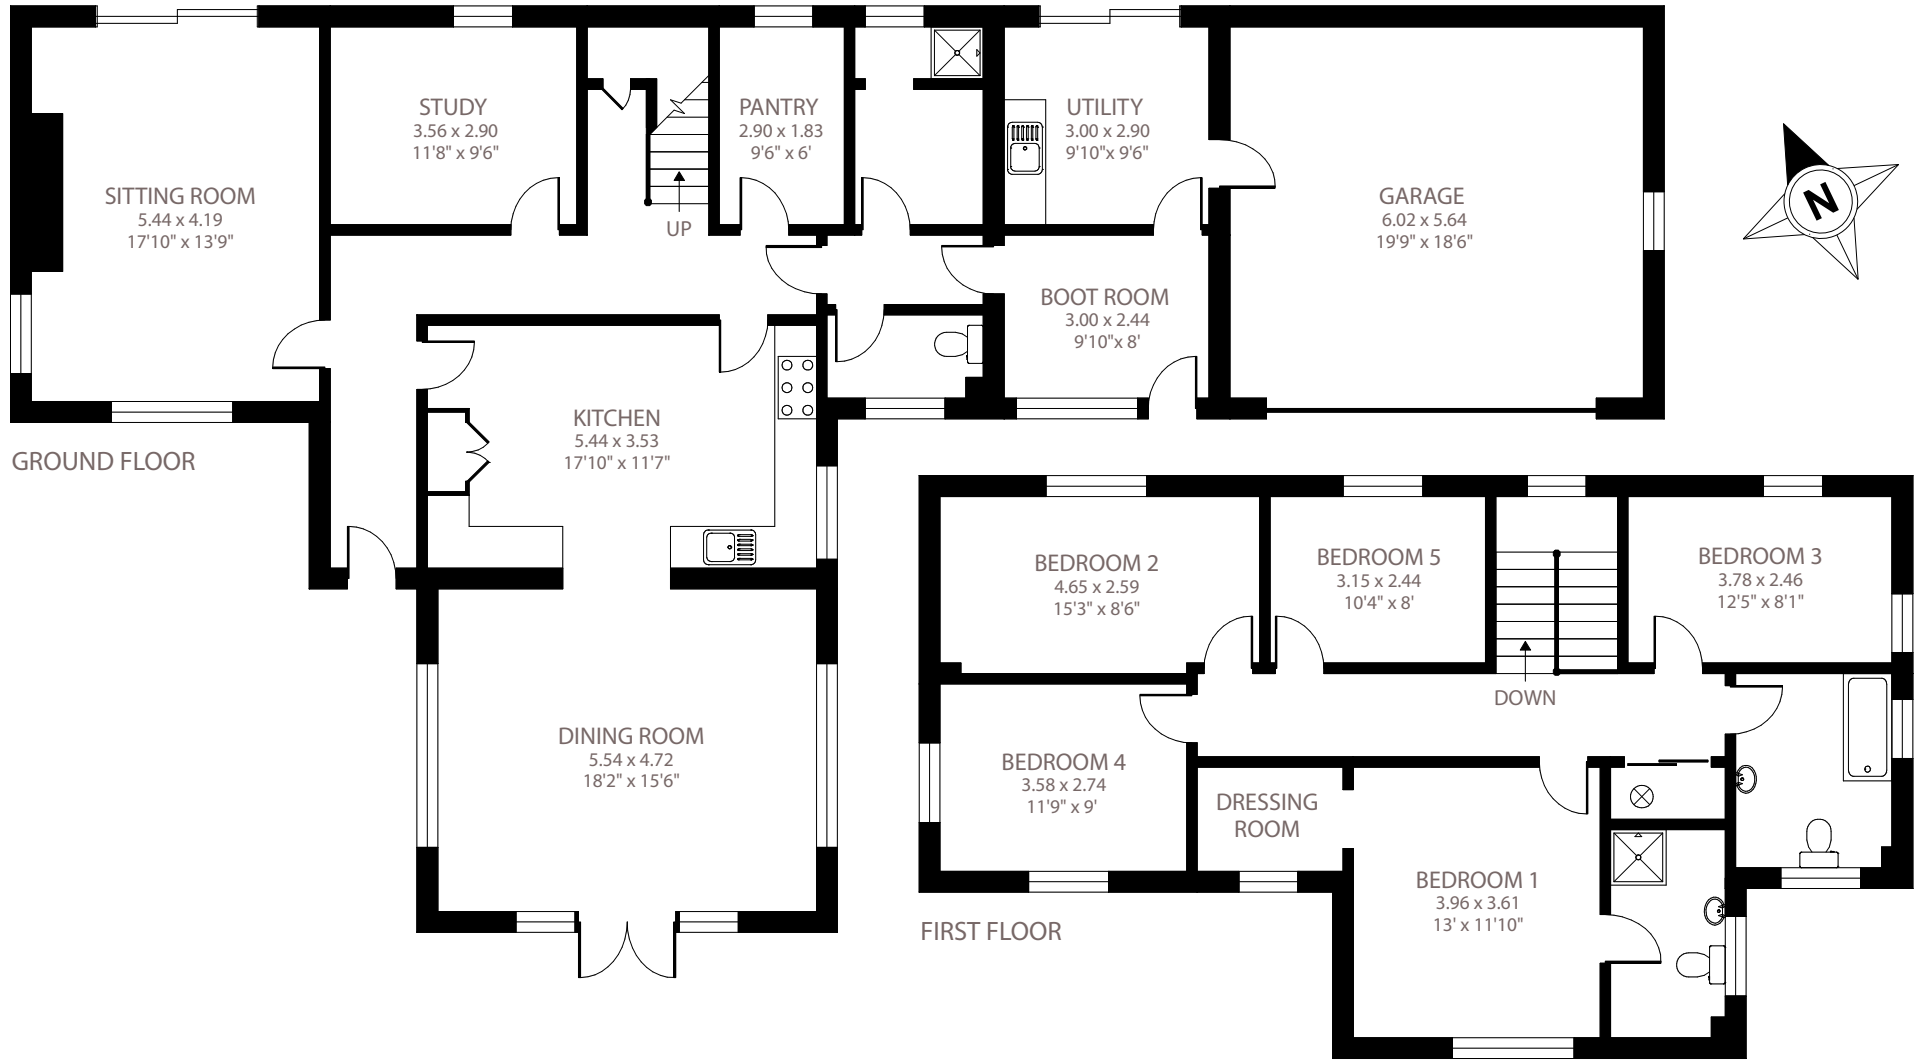 SITTING ROOM
5.44 x 4.19
17'10" x 13'9"
STUDY
3.56 x 2.90
11'8" x 9'6"
UP
PANTRY
2.90 x 1.83
9'6" x 6'
UTILITY
3.00 x 2.90
9'10"x 9'6"
BOOT ROOM
3.00 x 2.44
9'10"x 8'
GARAGE
6.02 x 5.64
19'9" x 18'6"
N
KITCHEN
5.44 x 3.53
17'10" x 11'7"
DINING ROOM
5.54 x 4.72
18'2" x 15'6"
GROUND FLOOR
BEDROOM 2
4.65 x 2.59
15'3" x 8'6"
BEDROOM 5
3.15 x 2.44
10'4" x 8'
BEDROOM 3
3.78 x 2.46
12'5" x 8'1"
DOWN
BEDROOM 4
3.58 x 2.74
11'9" x 9'
DRESSING
ROOM
BEDROOM 1
3.96 x 3.61
13' x 11'10"
FIRST FLOOR